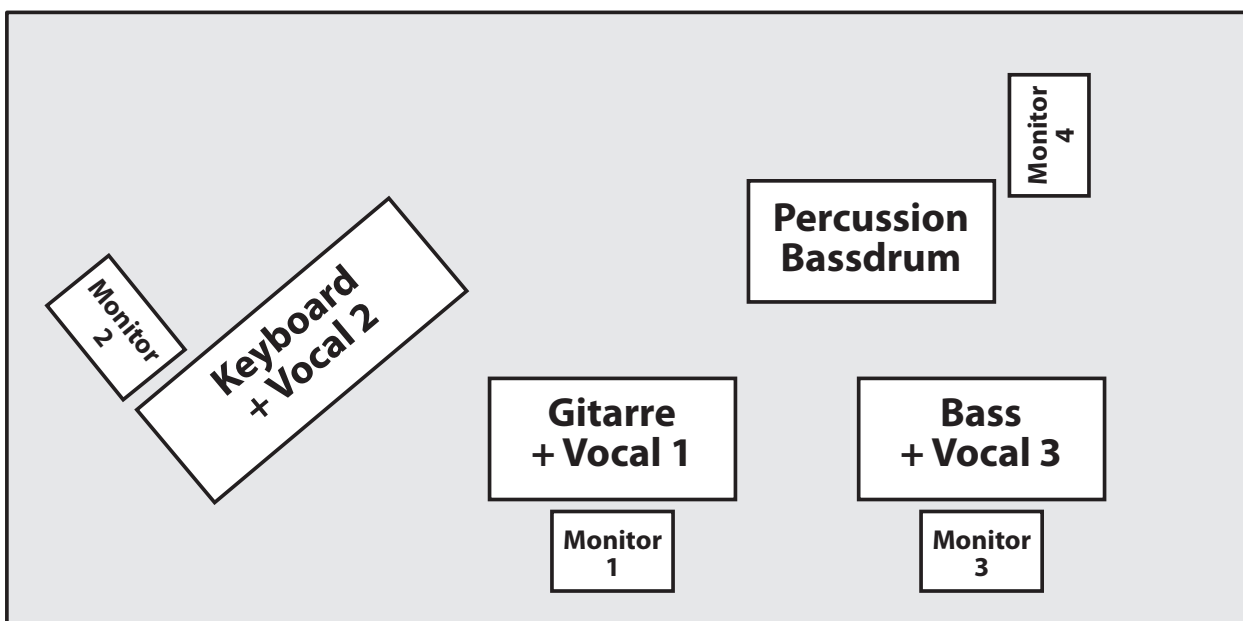 Monitor
4
Percussion
Bassdrum
Monitor
2
Keyboard
+ Vocal 2
Gitarre
+ Vocal 1
Bass
+ Vocal 3
Monitor
1
Monitor
3